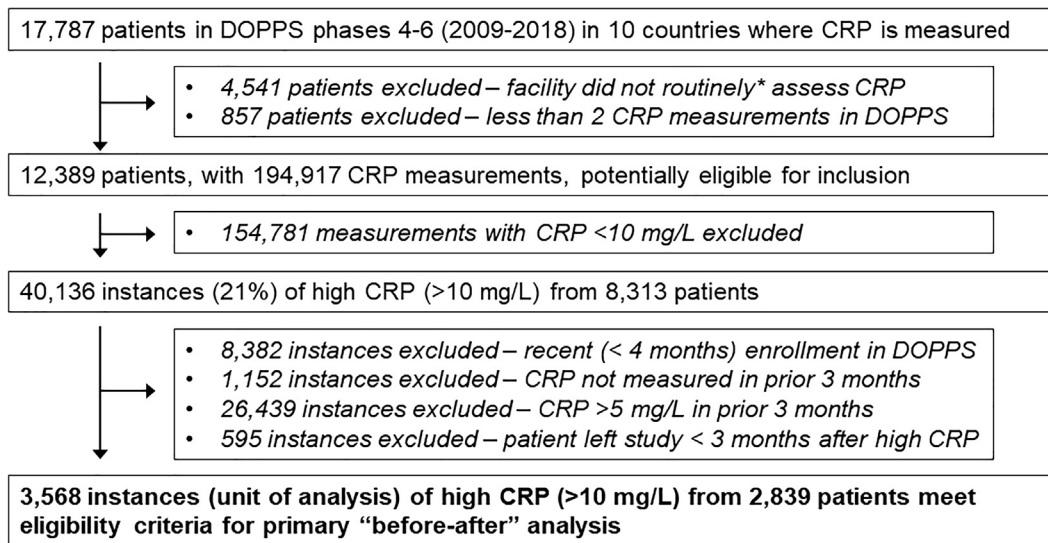 17,787 patients in DOPPS phases 4-6 (2009-2018) in 10 countries where CRP is measured
• 4,541 patients excluded – facility did not routinely* assess CRP
• 857 patients excluded – less than 2 CRP measurements in DOPPS
12,389 patients, with 194,917 CRP measurements, potentially eligible for inclusion
• 154,781 measurements with CRP <10 mg/L excluded
40,136 instances (21%) of high CRP (>10 mg/L) from 8,313 patients
• 8,382 instances excluded – recent (< 4 months) enrollment in DOPPS
• 1,152 instances excluded – CRP not measured in prior 3 months
• 26,439 instances excluded – CRP >5 mg/L in prior 3 months
• 595 instances excluded – patient left study < 3 months after high CRP
3,568 instances (unit of analysis) of high CRP (>10 mg/L) from 2,839 patients meet
eligibility criteria for primary “before-after” analysis